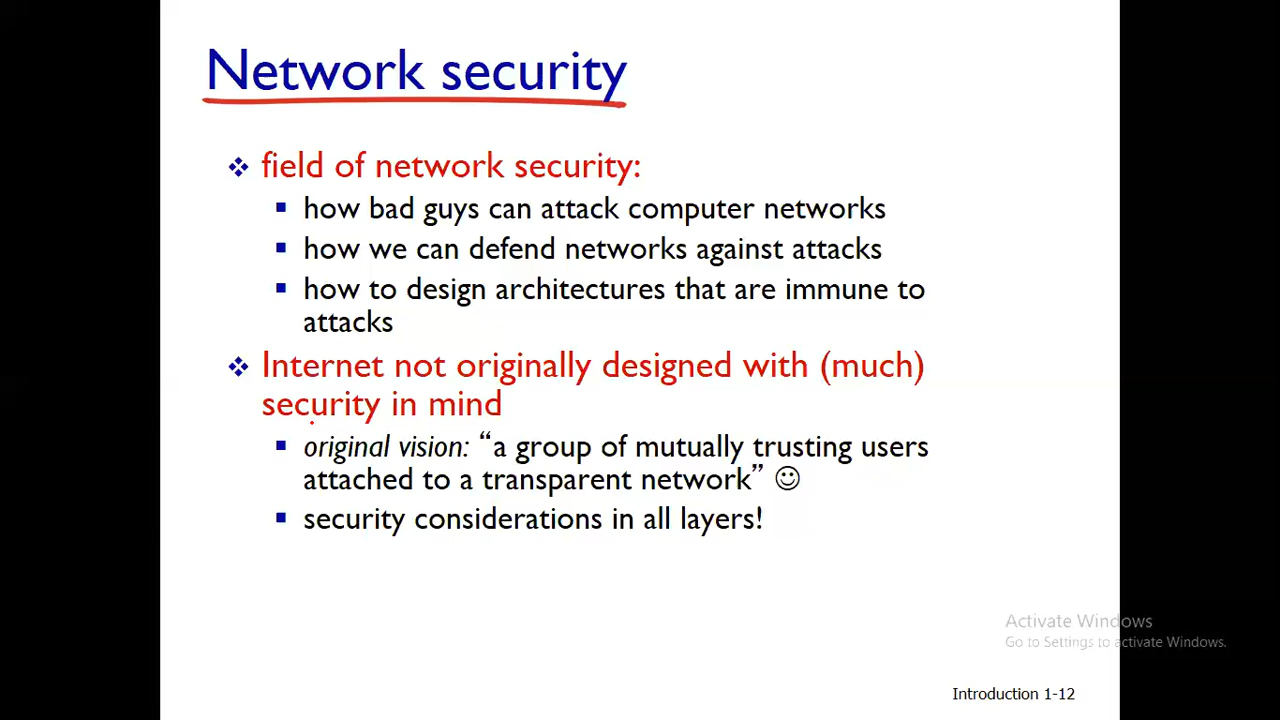 Network security
field of network security:
how bad guys can attack computer networks
how we can defend networks against attacks
how to design architectures that are immune to
attacks
Internet not originally designed with (much)
security in mind
original vision: “a group of mutually trusting users
attached to a transparent network” ☺
security considerations in all layers!
Activate Windows
Go to Settings to activate Windows.
Introduction 1-12